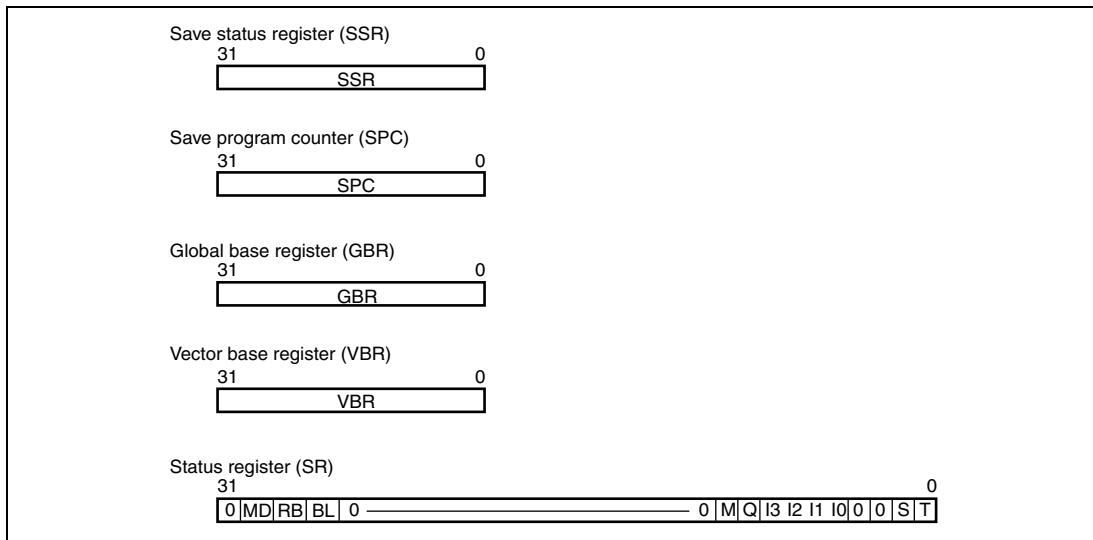 Save status register (SSR)
31 0
SSR
Save program counter (SPC)
31 0
SPC
Global base register (GBR)
31 0
GBR
Vector base register (VBR)
31 0
VBR
Status register (SR)
31 0
0 MD RB BL 0 0 M Q I3 I2 I1 I0 0 0 S T